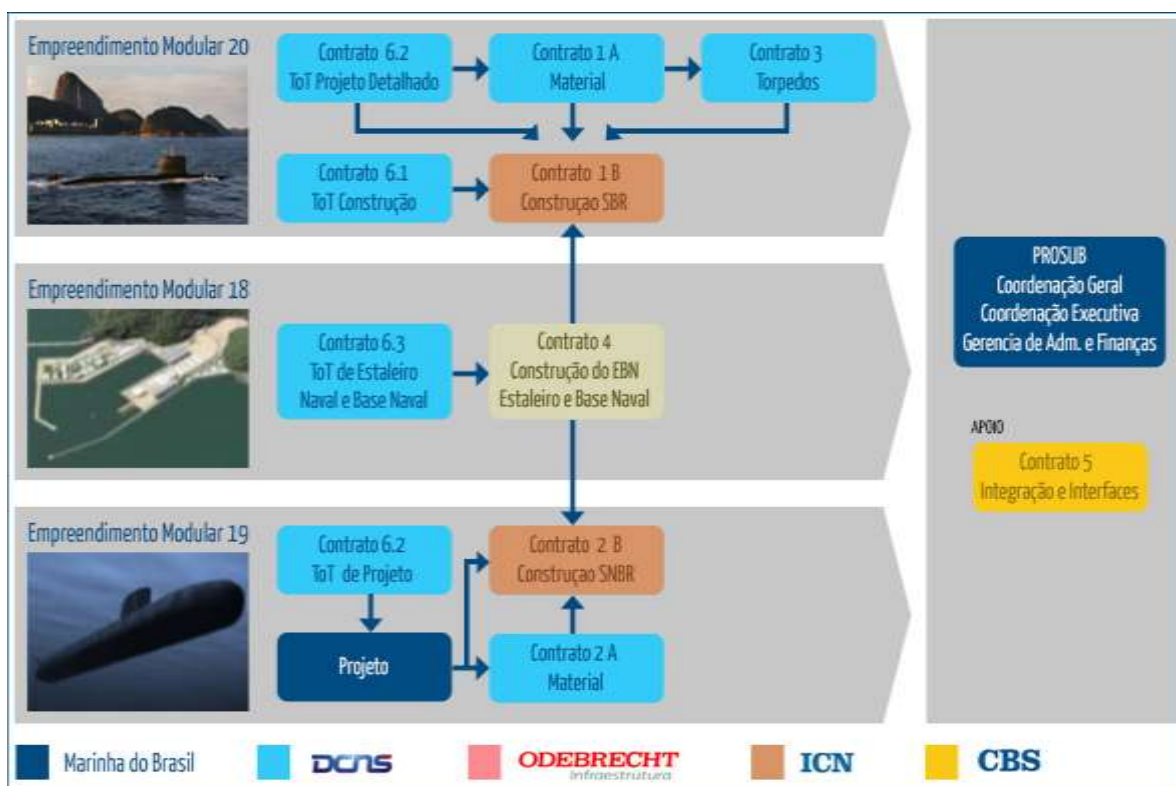 Empreendimento Modular 20
Contrato 6.2
ToT Projeto Detalhado
Contrato 1 A
Material
Contrato 3
Torpedos
Contrato 6.1
ToT Construção
Contrato 1 B
Construçao SBR
Empreendimento Modular 18
Contrato 6.3
ToT de Estaleiro
Naval e Base Naval
Contrato 4
Construção do EBN
Estaleiro e Base Naval
Empreendimento Modular 19
Contrato 6.2
ToT de Projeto
Projeto
Contrato 2 B
Construçao SNBR
Contrato 2 A
Material
PROSUB
Coordenação Geral
Coordenação Executiva
Gerencia de Adm. e Finanças
APOIO
Contrato 5
Integração e Interfaces
Marinha do Brasil
DCNS
ODEBRECHT
Infraestrutura
ICN
CBS